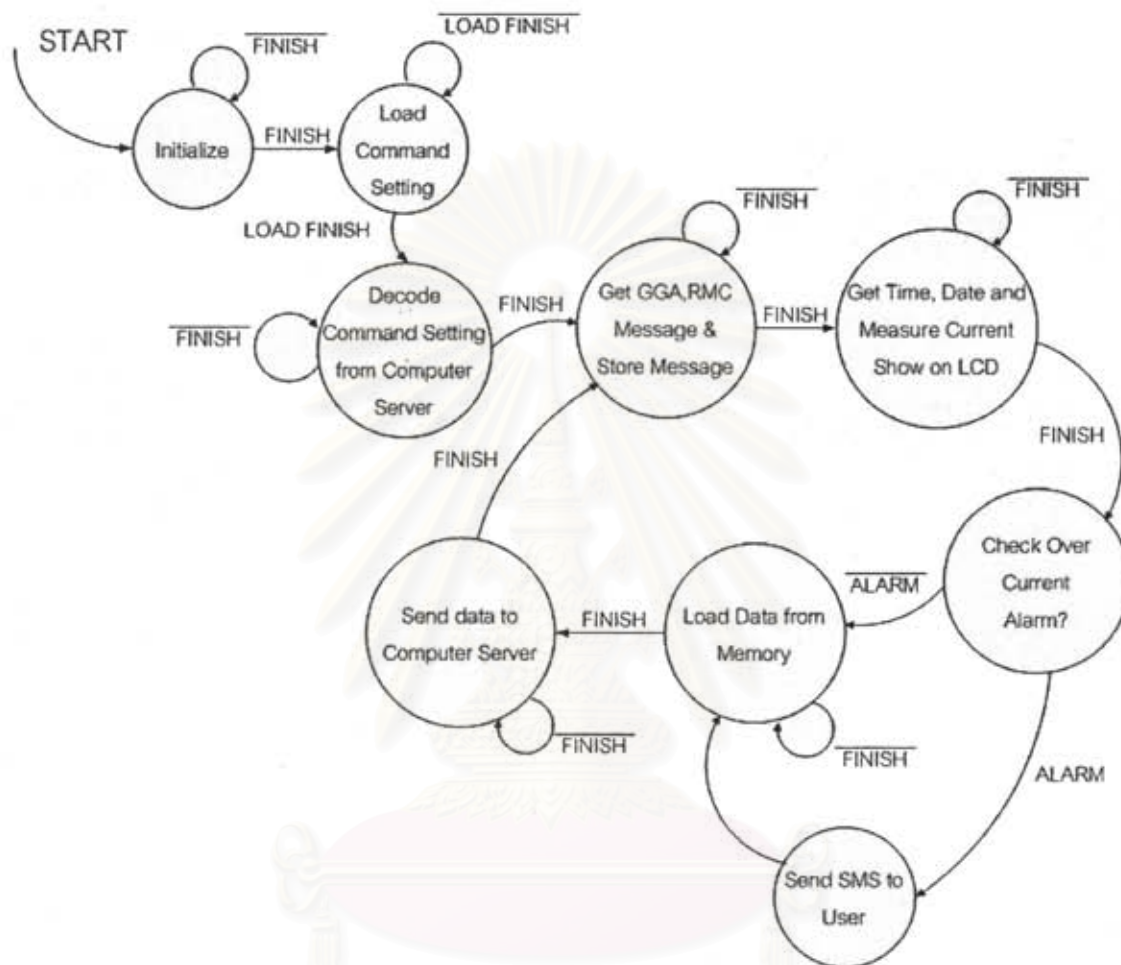 START
FINISH
LOAD FINISH
Initialize
FINISH
Load
Command
Setting
LOAD FINISH
FINISH
Decode
Command Setting
from Computer
Server
FINISH
FINISH
Get GGA,RMC
Message &
Store Message
FINISH
FINISH
Get Time, Date and
Measure Current
Show on LCD
FINISH
FINISH
Check Over
Current
Alarm?
ALARM
Load Data from
Memory
FINISH
FINISH
Send data to
Computer Server
FINISH
ALARM
Send SMS to
User